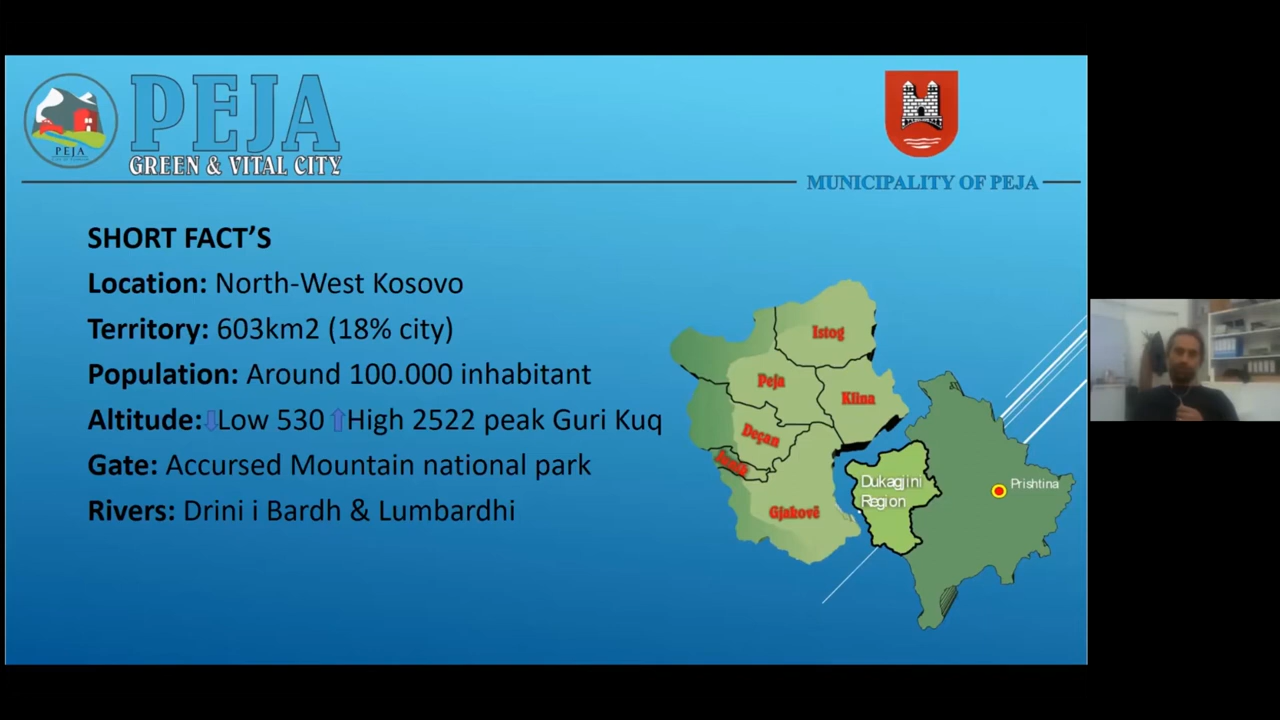 PEJA
GREEN & VITAL CITY
PEJA
MUNICIPALITY OF PEJA
SHORT FACT’S
Location: North-West Kosovo
Territory: 603km2 (18% city)
Population: Around 100.000 inhabitant
Altitude: Low 530 High 2522 peak Guri Kuq
Gate: Accursed Mountain national park
Rivers: Drini i Bardh & Lumbardhi
Istog
Peja
Klina
Deçan
Gjakovë
Dukagjini
Region
Prishtina